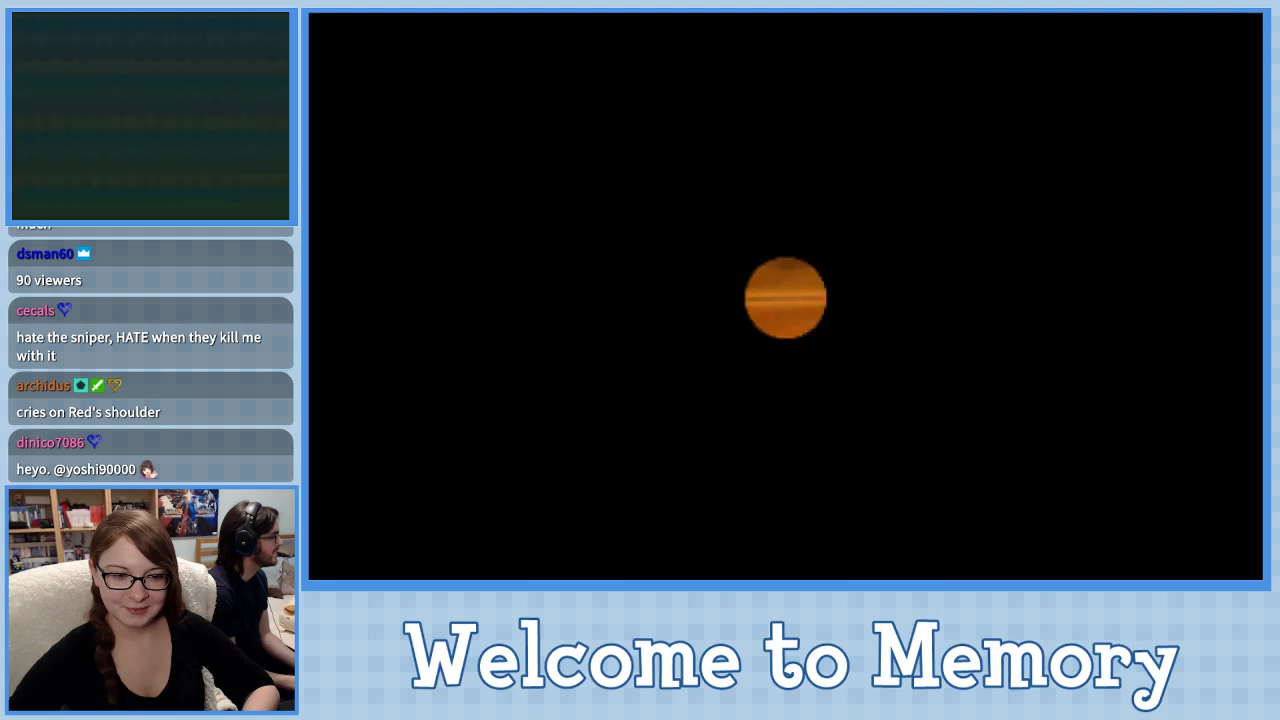 dsman60
90 viewers
cecals
hate the sniper, HATE when they kill me
with it
archidus
cries on Red's shoulder
dinico7086
heyo. @yoshi90000
Welcome to Memory